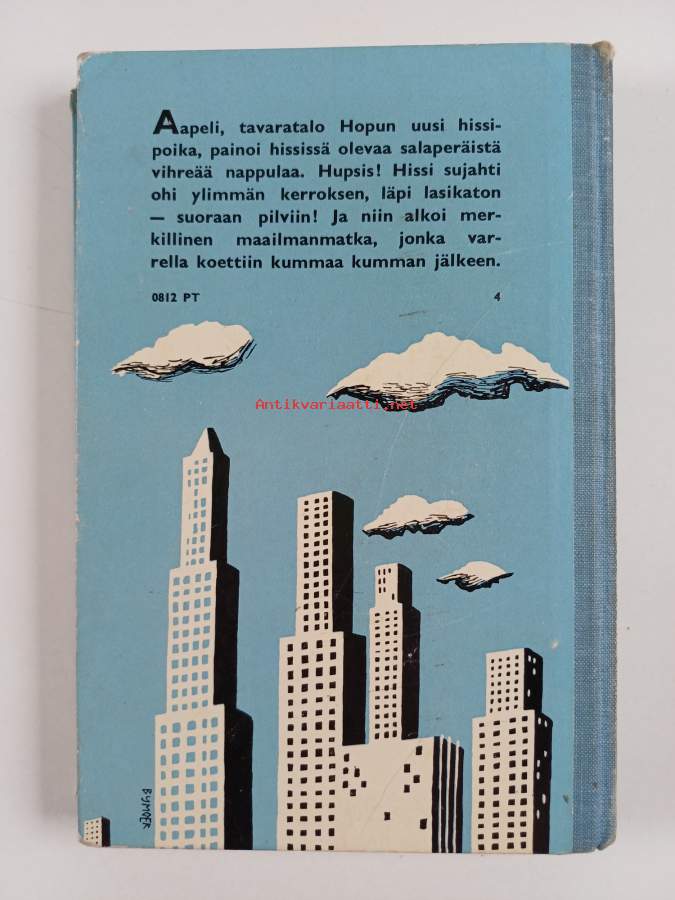 Aapeli, tavaratalo Hopun uusi hissi-
poika, painoi hississä olevaa salaperäistä
vihreää nappulaa. Hupsis! Hissi sujahti
ohi ylimmän kerroksen, läpi lasikaton
— suoraan pilviin! Ja niin alkoi mer-
killinen maailmanmatka, jonka var-
rella koettiin kummaa kumman jälkeen.
0812 PT 4
Antikvariaatti.net
BYMOER